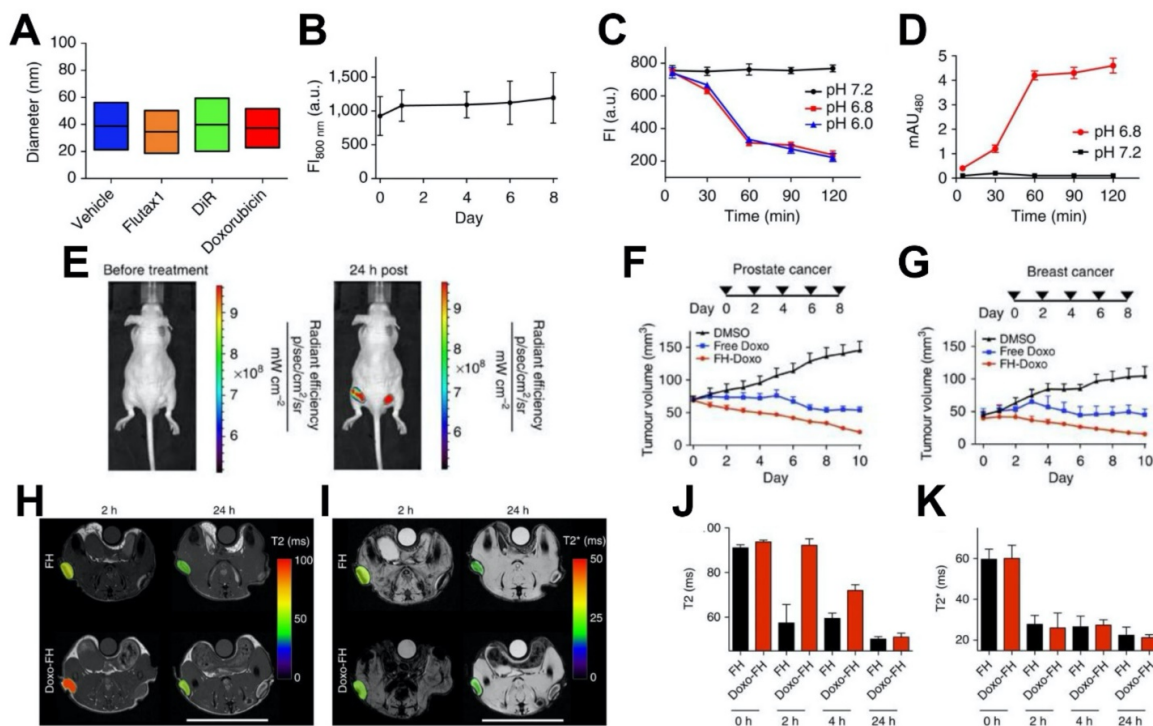 A
100
80
60
40
20
0
Diameter (nm)
Vehicle
Flutax1
DIR
Doxorubicin
B
1,500
1,000
500
0
FI800 nm (a.u.)
0 2 4 6 8
Day
C
800
600
400
200
FI (a.u.)
pH 7.2
pH 6.8
pH 6.0
0 30 60 90 120
Time (min)
D
5
4
3
2
1
0
mAU480
pH 6.8
pH 7.2
0 30 60 90 120
Time (min)
E
Before treatment
9
8
×10⁸
7
6
Radiant efficiency
p/sec/cm²/sr
mW cm⁻²
24 h post
9
8
×10⁸
7
6
Radiant efficiency
p/sec/cm²/sr
mW cm⁻²
F
Prostate cancer
Day 0 2 4 6 8
DMSO
Free Doxo
FH-Doxo
150
100
50
0
Tumour volume (mm³)
0 2 4 6 8 10
Day
G
Breast cancer
Day 0 2 4 6 8
DMSO
Free Doxo
FH-Doxo
150
100
50
0
Tumour volume (mm³)
0 2 4 6 8 10
Day
H
2 h 24 h
FH
Doxo-FH
T2 (ms)
100
50
0
I
2 h 24 h
FH
Doxo-FH
T2* (ms)
50
25
0
J
.00
80
60
T2
(ms)
FH Doxo-FH FH Doxo-FH FH Doxo-FH FH Doxo-FH
0 h 2 h 4 h 24 h
K
60
40
20
T2*
(ms)
FH Doxo-FH FH Doxo-FH FH Doxo-FH FH Doxo-FH
0 h 2 h 4 h 24 h